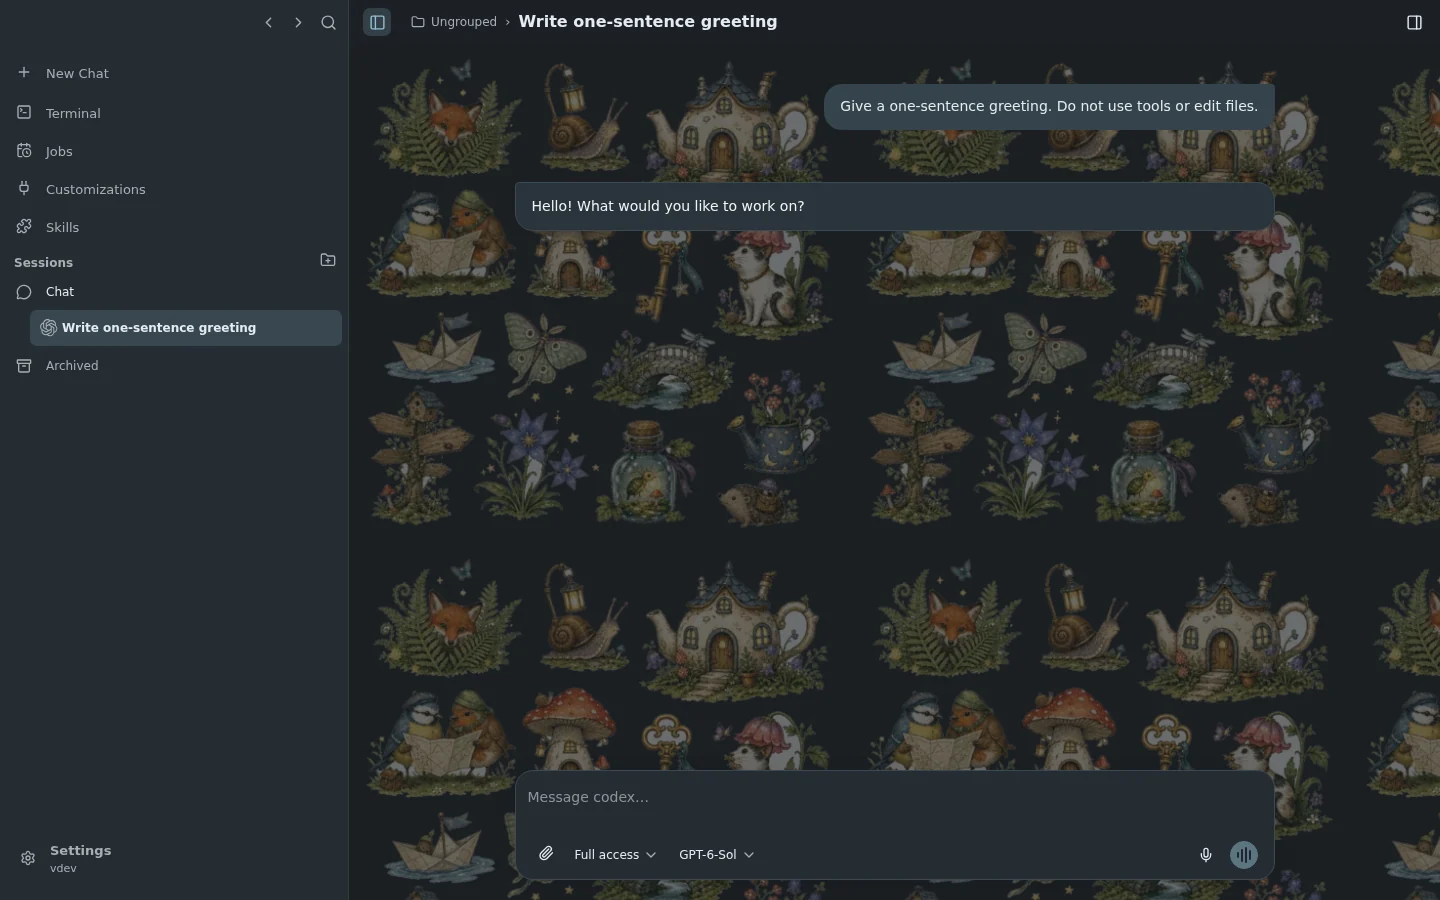 Ungrouped › Write one-sentence greeting
New Chat
Terminal
Jobs
Customizations
Skills
Sessions
Chat
Write one-sentence greeting
Archived
Settings
vdev
Give a one-sentence greeting. Do not use tools or edit files.
Hello! What would you like to work on?
Message codex...
Full access
GPT-6-Sol